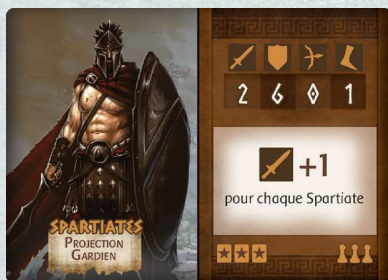 SPARTIATES
PROJECTION
GARDIEN
2 6 0 1
+1
pour chaque Spartiate